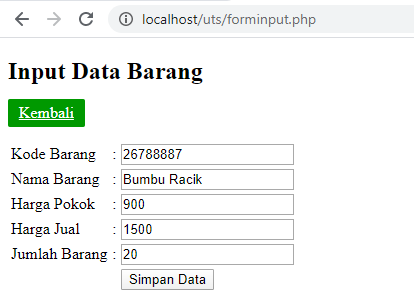 localhost/uts/forminput.php
Input Data Barang
Kembali
Kode Barang : 26788887
Nama Barang : Bumbu Racik
Harga Pokok : 900
Harga Jual : 1500
Jumlah Barang : 20
Simpan Data